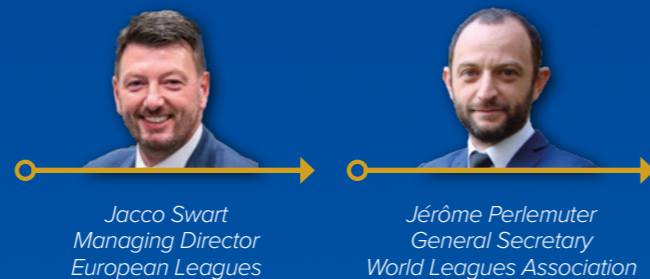 Jacco Swart
Managing Director
European Leagues
Jérôme Perlemuter
General Secretary
World Leagues Association